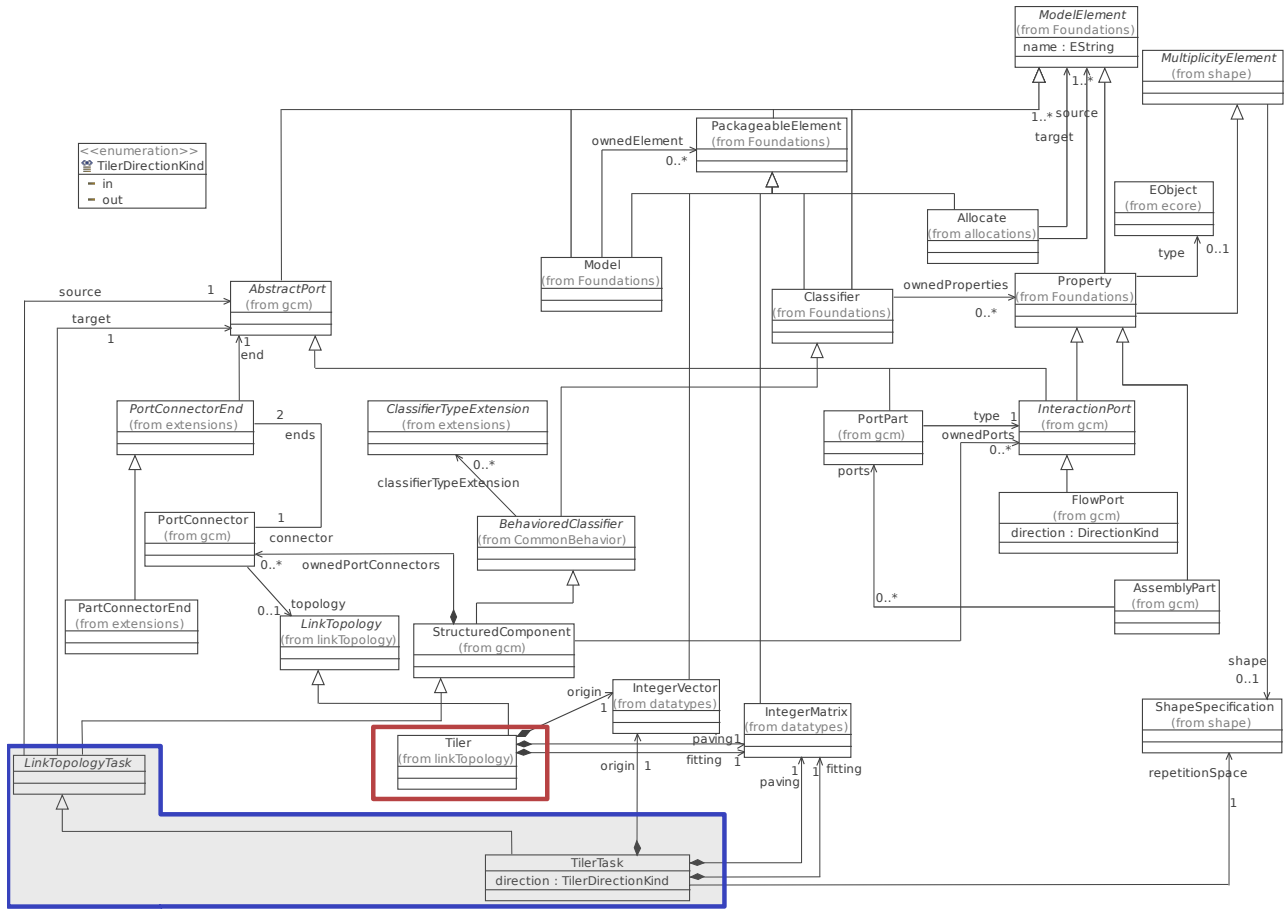 ModelElement
(from Foundations)
name : EString
MultiplicityElement
(from shape)
1..*
1..*
source
target
<<enumeration>>
TilerDirectionKind
in
out
PackageableElement
(from Foundations)
ownedElement
0..*
EObject
(from ecore)
Allocate
(from allocations)
type
0..1
Model
(from Foundations)
AbstractPort
(from gcm)
source
1
target
1
Classifier
(from Foundations)
ownedProperties
0..*
Property
(from Foundations)
1
end
PortConnectorEnd
(from extensions)
2
ends
ClassifierTypeExtension
(from extensions)
0..*
classifierTypeExtension
PortPart
(from gcm)
ports
type
1
ownedPorts
0..*
InteractionPort
(from gcm)
FlowPort
(from gcm)
direction : DirectionKind
PortConnector
(from gcm)
1
connector
0..*
ownedPortConnectors
BehavioredClassifier
(from CommonBehavior)
AssemblyPart
(from gcm)
0..*
PartConnectorEnd
(from extensions)
topology
0..1
LinkTopology
(from linkTopology)
StructuredComponent
(from gcm)
shape
0..1
IntegerVector
(from datatypes)
origin
1
IntegerMatrix
(from datatypes)
ShapeSpecification
(from shape)
Tiler
(from linkTopology)
paving
1
fitting
1
origin
1
paving
1
1
fitting
repetitionSpace
1
LinkTopologyTask
TilerTask
direction : TilerDirectionKind